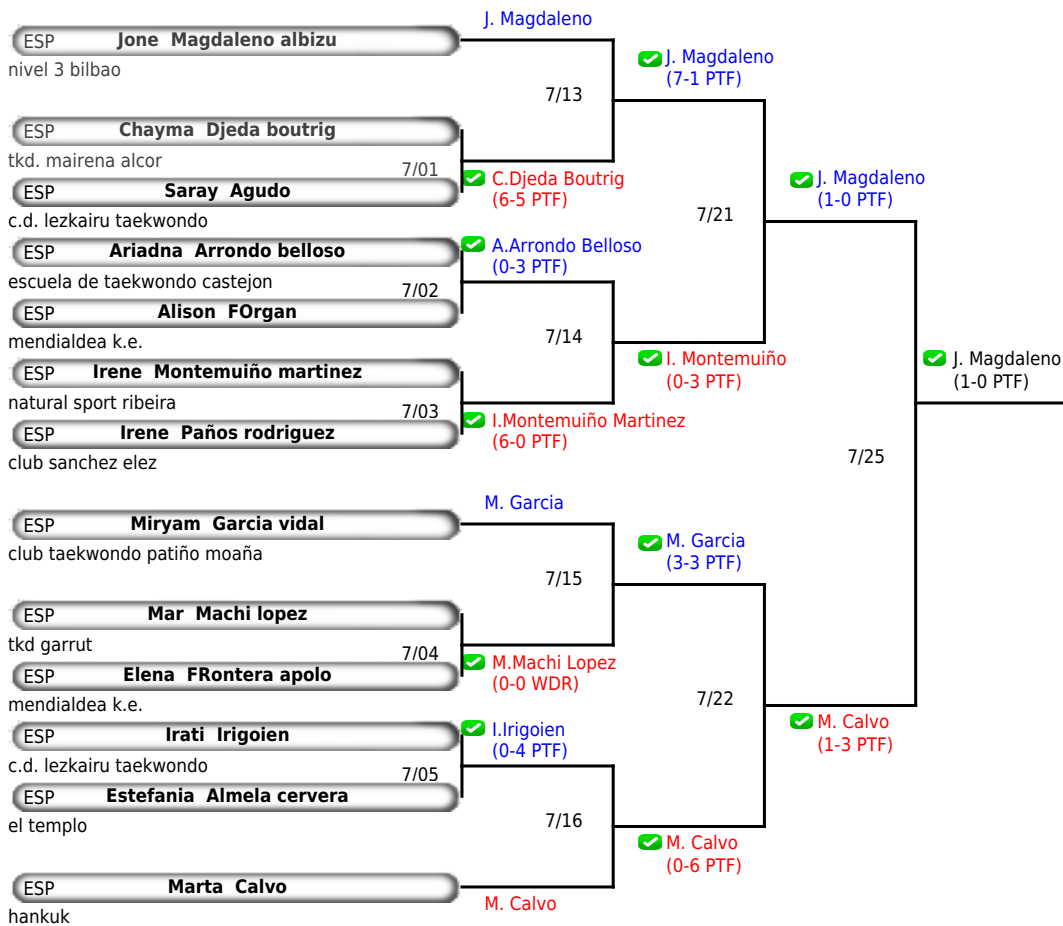 J. Magdaleno
ESP Jone Magdaleno albizu
nivel 3 bilbao
J. Magdaleno
(7-1 PTF)
7/13
ESP Chayma Djeda boutrig
tkd. mairena alcor
7/01
C.Djeda Boutrig
(6-5 PTF)
ESP Saray Agudo
c.d. lezkairu taekwondo
J. Magdaleno
(1-0 PTF)
7/21
ESP Ariadna Arrondo belloso
A.Arrondo Belloso
(0-3 PTF)
escuela de taekwondo castejon
7/02
ESP Alison FOrgan
mendialdea k.e.
7/14
I. Montemuiño
(0-3 PTF)
J. Magdaleno
(1-0 PTF)
ESP Irene Montemuiño martinez
natural sport ribeira
7/03
I.Montemuiño Martinez
(6-0 PTF)
ESP Irene Paños rodriguez
club sanchez elez
7/25
M. Garcia
ESP Miryam Garcia vidal
club taekwondo patiño moaña
M. Garcia
(3-3 PTF)
7/15
ESP Mar Machi lopez
tkd garrut
7/04
M.Machi Lopez
(0-0 WDR)
ESP Elena FRontera apolo
mendialdea k.e.
7/22
M. Calvo
(1-3 PTF)
ESP Irati Irigoien
I.Irigoien
(0-4 PTF)
c.d. lezkairu taekwondo
7/05
ESP Estefania Almela cervera
el templo
7/16
M. Calvo
(0-6 PTF)
ESP Marta Calvo
M. Calvo
hankuk